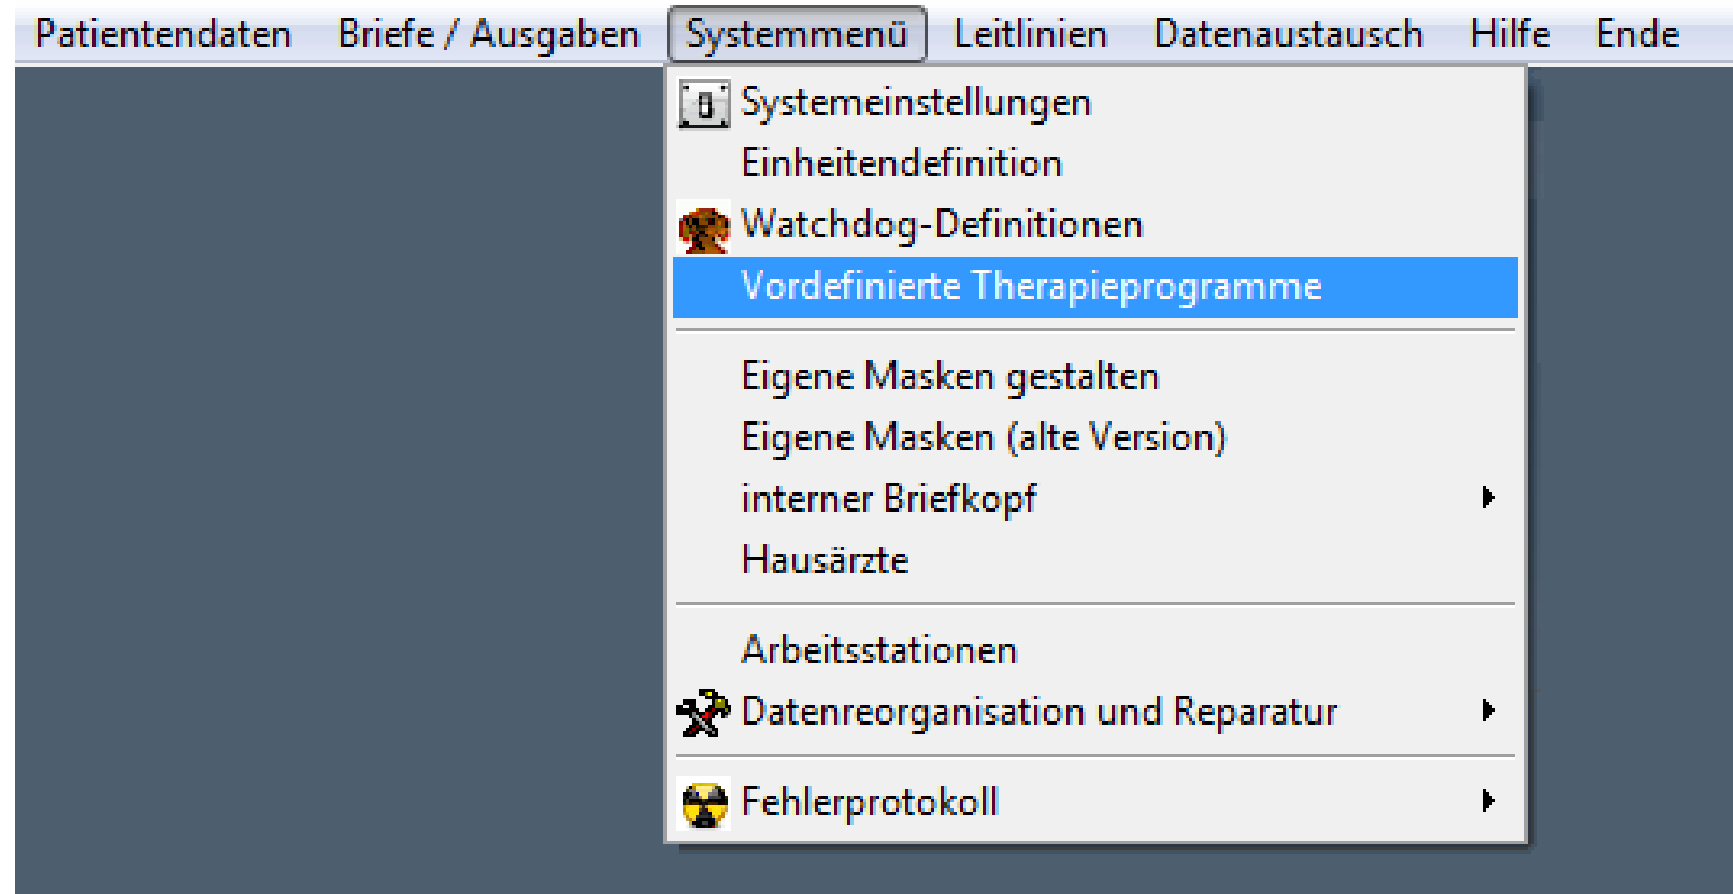 Patientendaten Briefe / Ausgaben Systemmenü Leitlinien Datenaustausch Hilfe Ende
Systemeinstellungen
Einheitendefinition
Watchdog-Definitionen
Vordefinierte Therapieprogramme
Eigene Masken gestalten
Eigene Masken (alte Version)
interner Briefkopf
Hausärzte
Arbeitsstationen
Datenreorganisation und Reparatur
Fehlerprotokoll